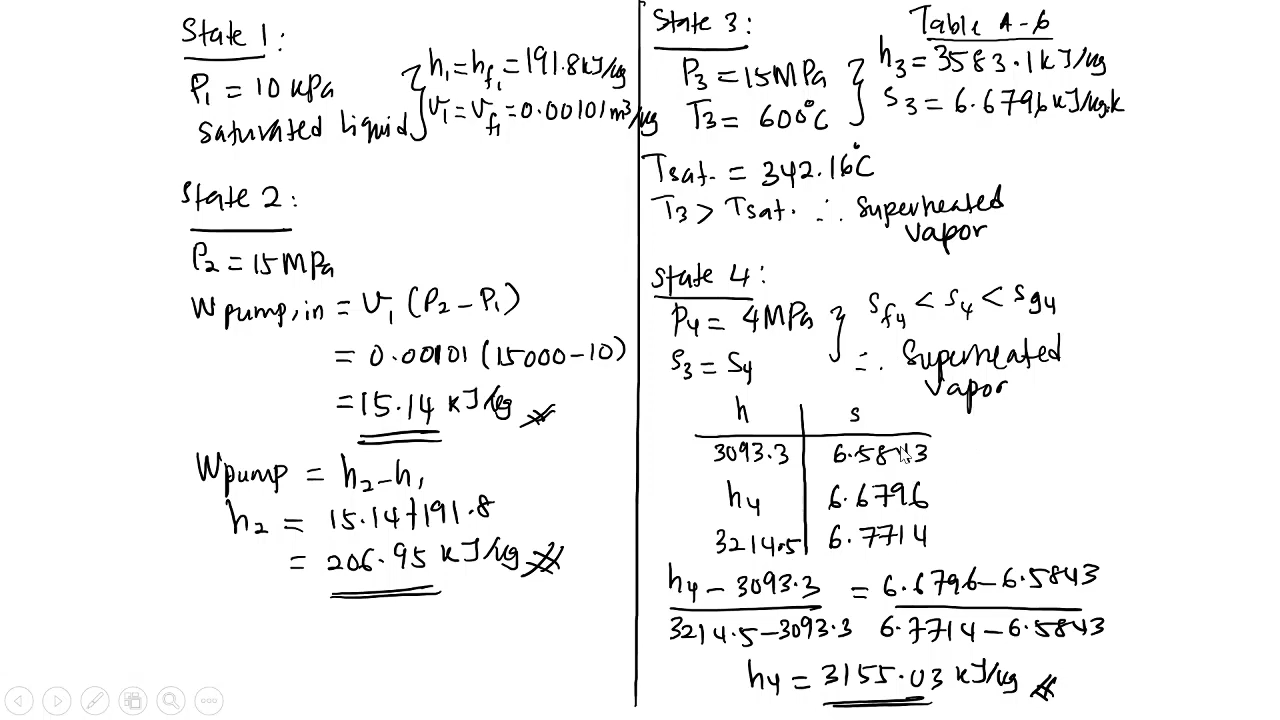 State 1:
P₁ = 10 kPa
Saturated liquid
h₁ = hf₁ = 191.8 kJ/kg
v₁ = vf₁ = 0.00101 m³/kg
State 2:
P₂ = 15 MPa
Wpump, in = v₁ (P₂ - P₁)
= 0.00101 (15000 - 10)
= 15.14 kJ/kg
Wpump = h₂ - h₁
h₂ = 15.14 + 191.8
= 206.95 kJ/kg
State 3:
P₃ = 15 MPa
T₃ = 600°C
Table A-6
h₃ = 3583.1 kJ/kg
s₃ = 6.6796 kJ/kg.k
Tsat. = 342.16°C
T₃ > Tsat. ∴ Superheated
vapor
State 4:
P₄ = 4 MPa
s₃ = s₄
sf₄ < s₄ < sg₄
∴ Superheated
vapor
h s
3093.3 6.5843
h₄ 6.6796
3214.5 6.7714
h₄ - 3093.3 = 6.6796 - 6.5843
3214.5 - 3093.3 6.7714 - 6.5843
h₄ = 3155.03 kJ/kg